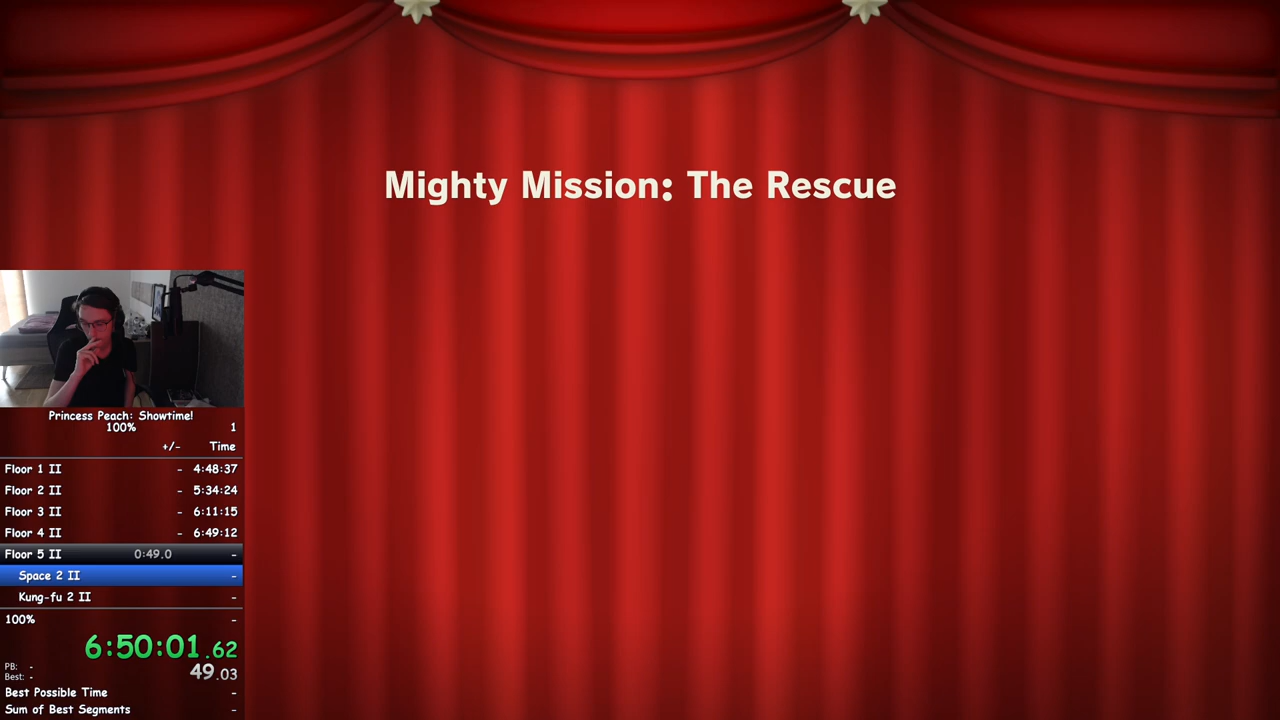 Mighty Mission: The Rescue
Princess Peach: Showtime!
100% 1
+/- Time
Floor 1 II - 4:48:37
Floor 2 II - 5:34:24
Floor 3 II - 6:11:15
Floor 4 II - 6:49:12
Floor 5 II 0:49.0 -
Space 2 II -
Kung-fu 2 II -
100% -
6:50:01.62
PB: - 49.03
Best: -
Best Possible Time -
Sum of Best Segments -